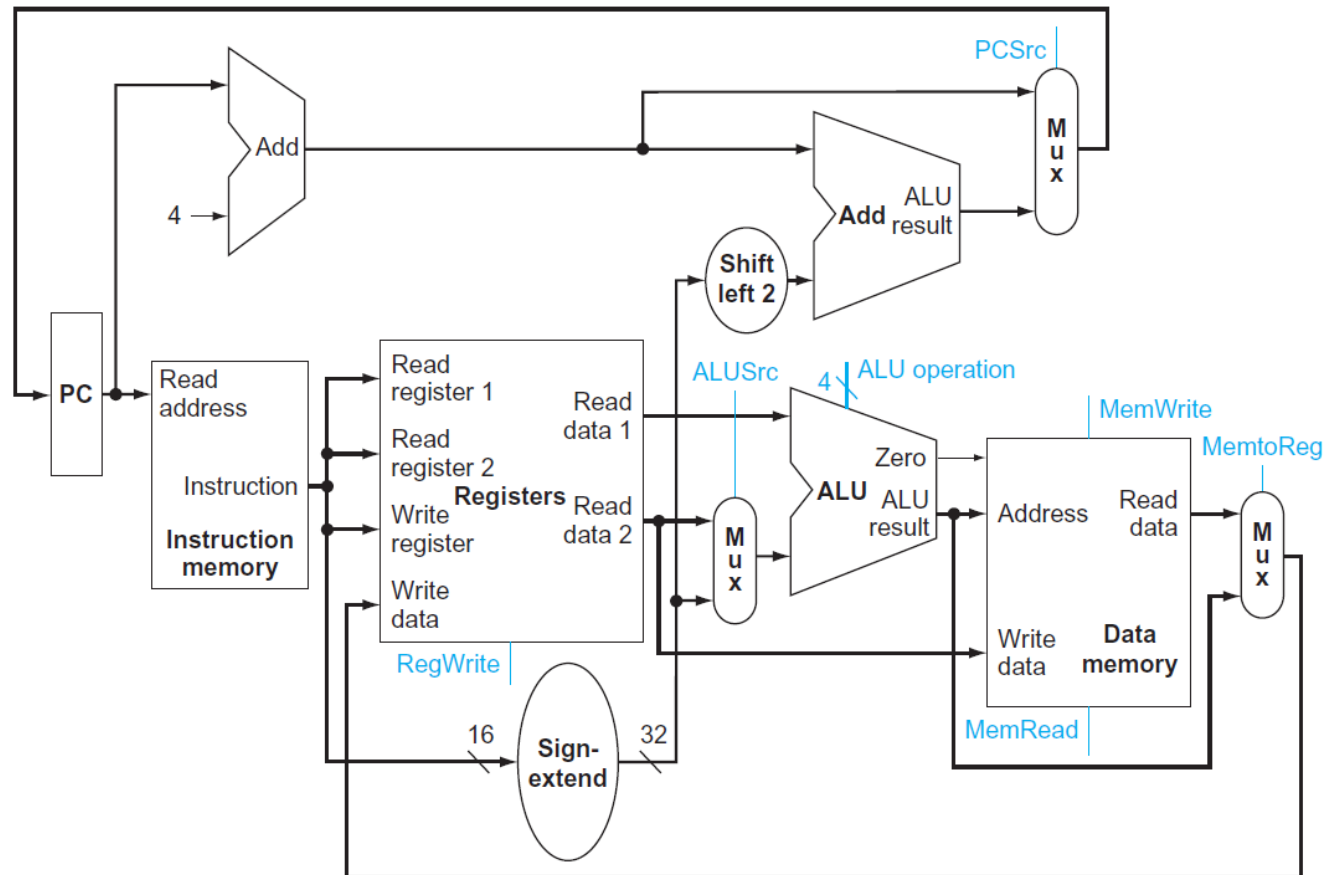 PCSrc
M
u
x
Add
4
Add
ALU
result
Shift
left 2
PC
Read
address
Instruction
Instruction
memory
Read
register 1
Read
register 2
Write
register
Write
data
Registers
Read
data 1
Read
data 2
RegWrite
16
Sign-
extend
32
ALUSrc
M
u
x
4
ALU operation
Zero
ALU
ALU
result
MemWrite
Address
Read
data
Write
data
Data
memory
MemRead
MemtoReg
M
u
x